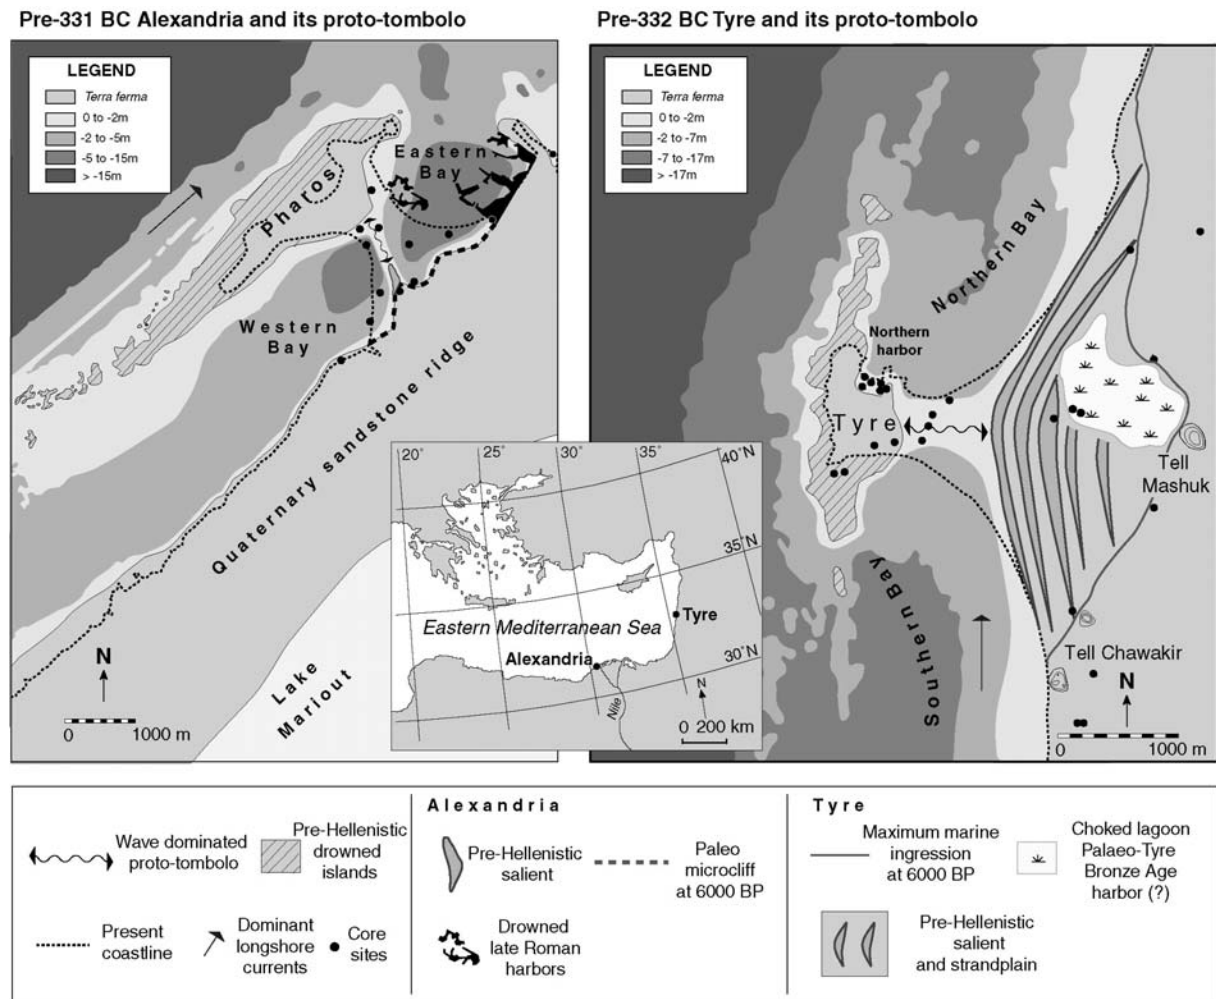 Pre-331 BC Alexandria and its proto-tombolo
LEGEND
Terra ferma
0 to -2m
-2 to -5m
-5 to -15m
> -15m
Eastern
Bay
Pharos
Western
Bay
Quaternary sandstone ridge
Lake
Mariout
N
0 1000 m
Pre-332 BC Tyre and its proto-tombolo
LEGEND
Terra ferma
0 to -2m
-2 to -7m
-7 to -17m
> -17m
Northern Bay
Northern
harbor
Tyre
Tell
Mashuk
Southern Bay
Tell Chawakir
N
0 1000 m
20° 25° 30° 35° 40°N
35°N
Tyre
Eastern Mediterranean Sea
Alexandria
30°N
Nile
N
0 200 km
Wave dominated
proto-tombolo
Pre-Hellenistic
drowned
islands
Present
coastline
Dominant
longshore
currents
Core
sites
Alexandria
Pre-Hellenistic
salient
Paleo
microcliff
at 6000 BP
Drowned
late Roman
harbors
Tyre
Maximum marine
ingression
at 6000 BP
Choked lagoon
Palaeo-Tyre
Bronze Age
harbor (?)
Pre-Hellenistic
salient
and strandplain